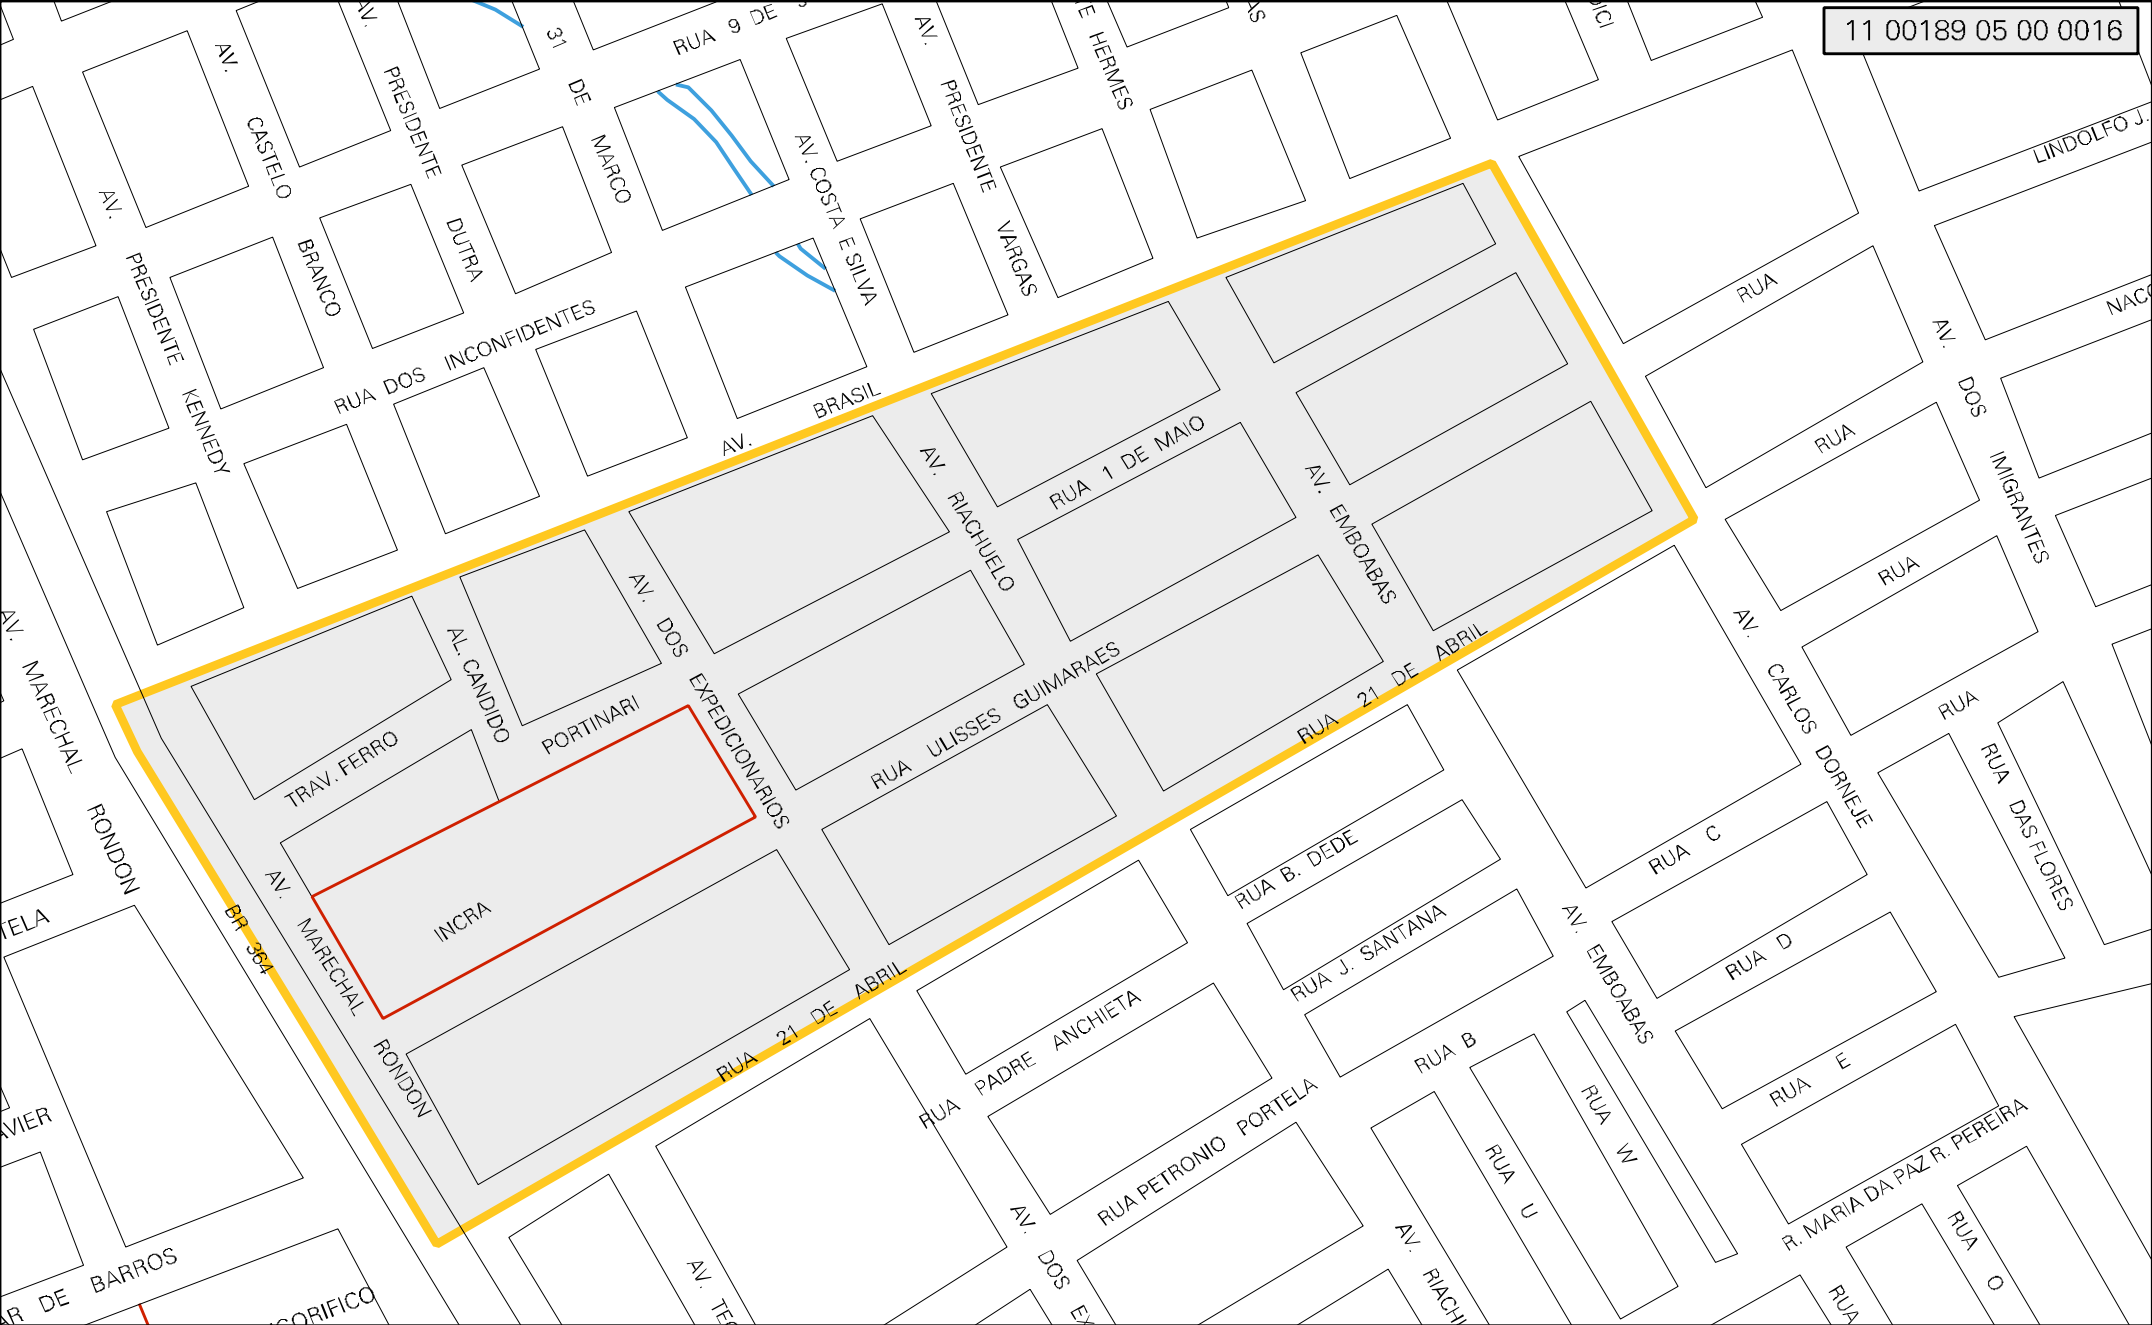 11 00189 05 00 0016
RUA 9 DE
AV. CASTELO BRANCO
AV. PRESIDENTE DUTRA
31 DE MARCO
AV. COSTA E SILVA
AV. PRESIDENTE VARGAS
HERMES
LINDOLFO J.
AV. PRESIDENTE KENNEDY
RUA DOS INCONFIDENTES
AV. BRASIL
RUA
RUA
RUA
RUA
AV. DOS IMIGRANTES
AV. RIACHUELO
RUA 1 DE MAIO
AV. EMBOABAS
AV. MARECHAL RONDON
AL. CANDIDO PORTINARI
AV. DOS EXPEDICIONARIOS
TRAV. FERRO
RUA ULISSES GUIMARAES
RUA 21 DE ABRIL
AV. CARLOS DORNEJE
RUA DAS FLORES
INCRA
BR 364
AV. MARECHAL RONDON
RUA 21 DE ABRIL
RUA B. DEDE
RUA J. SANTANA
RUA C
RUA D
RUA E
AV. EMBOABAS
RUA PADRE ANCHIETA
RUA PETRONIO PORTELA
RUA B
RUA W
RUA U
R. MARIA DA PAZ R. PEREIRA
RUA O
RUA
DE BARROS
AV.
AV. DOS
AV.